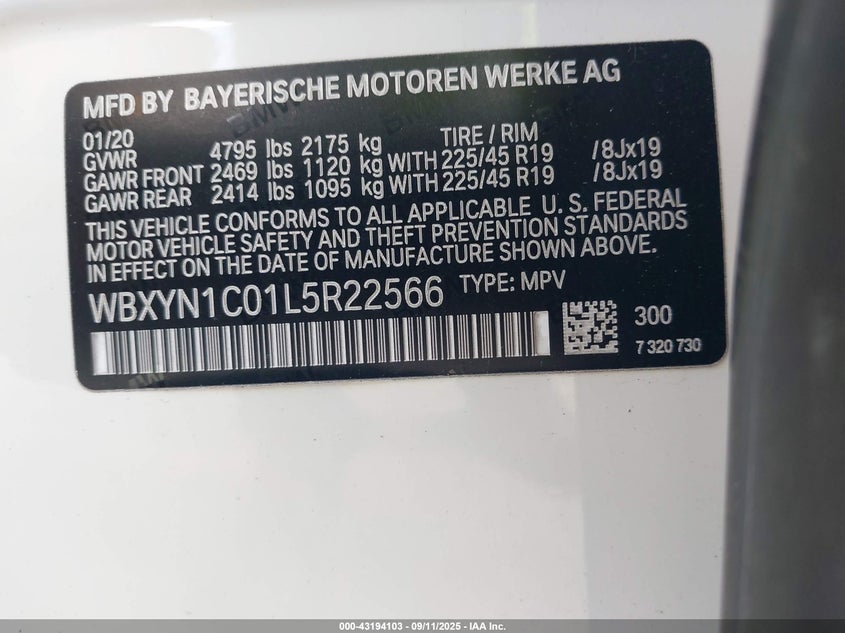 MFD BY BAYERISCHE MOTOREN WERKE AG
01/20 TIRE / RIM
GVWR 4795 lbs 2175 kg
GAWR FRONT 2469 lbs 1120 kg WITH 225/45 R19 /8Jx19
GAWR REAR 2414 lbs 1095 kg WITH 225/45 R19 /8Jx19
THIS VEHICLE CONFORMS TO ALL APPLICABLE U.S. FEDERAL
MOTOR VEHICLE SAFETY AND THEFT PREVENTION STANDARDS
IN EFFECT ON THE DATE OF MANUFACTURE SHOWN ABOVE.
WBXYN1C01L5R22566 TYPE: MPV
300
7 320 730
000-43194103 - 09/11/2025 - IAA Inc.